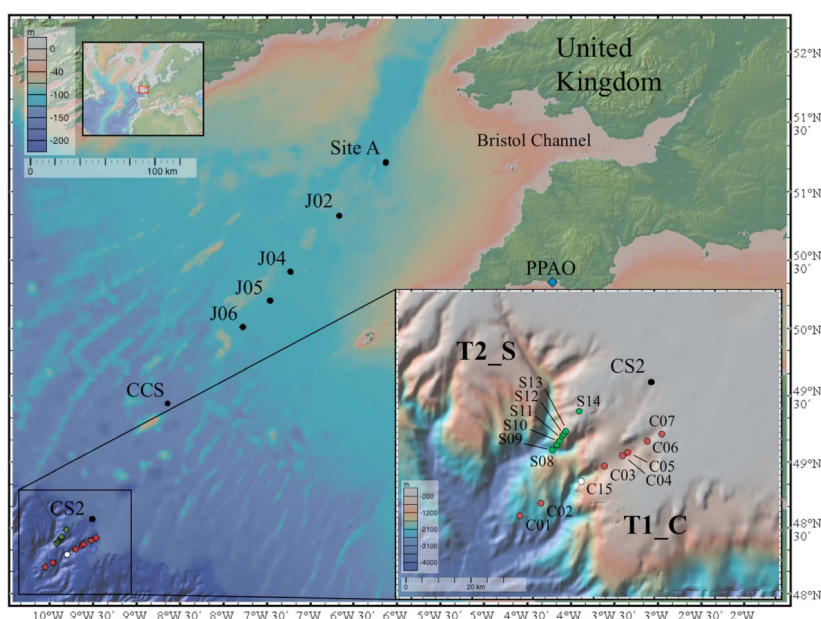 m
0
-40
-100
-150
-200
0
100 km
United
Kingdom
Bristol Channel
Site A
J02
J04
J05
J06
CCS
CS2
PPAO
T2_S
S13
S12
S11
S10
S09
S08
S14
CS2
C07
C06
C05
C04
C03
C15
C02
C01
T1_C
m
-200
-1100
-2100
-3100
-4000
0
20 km
52°N
51°N
30'
51°N
50°N
30'
50°N
49°N
30'
49°N
48°N
30'
48°N
10°W 9°W 30' 9°W 8°W 30' 8°W 7°W 30' 7°W 6°W 30' 6°W 5°W 30' 5°W 4°W 30' 4°W 3°W 30' 3°W 2°W 30' 2°W